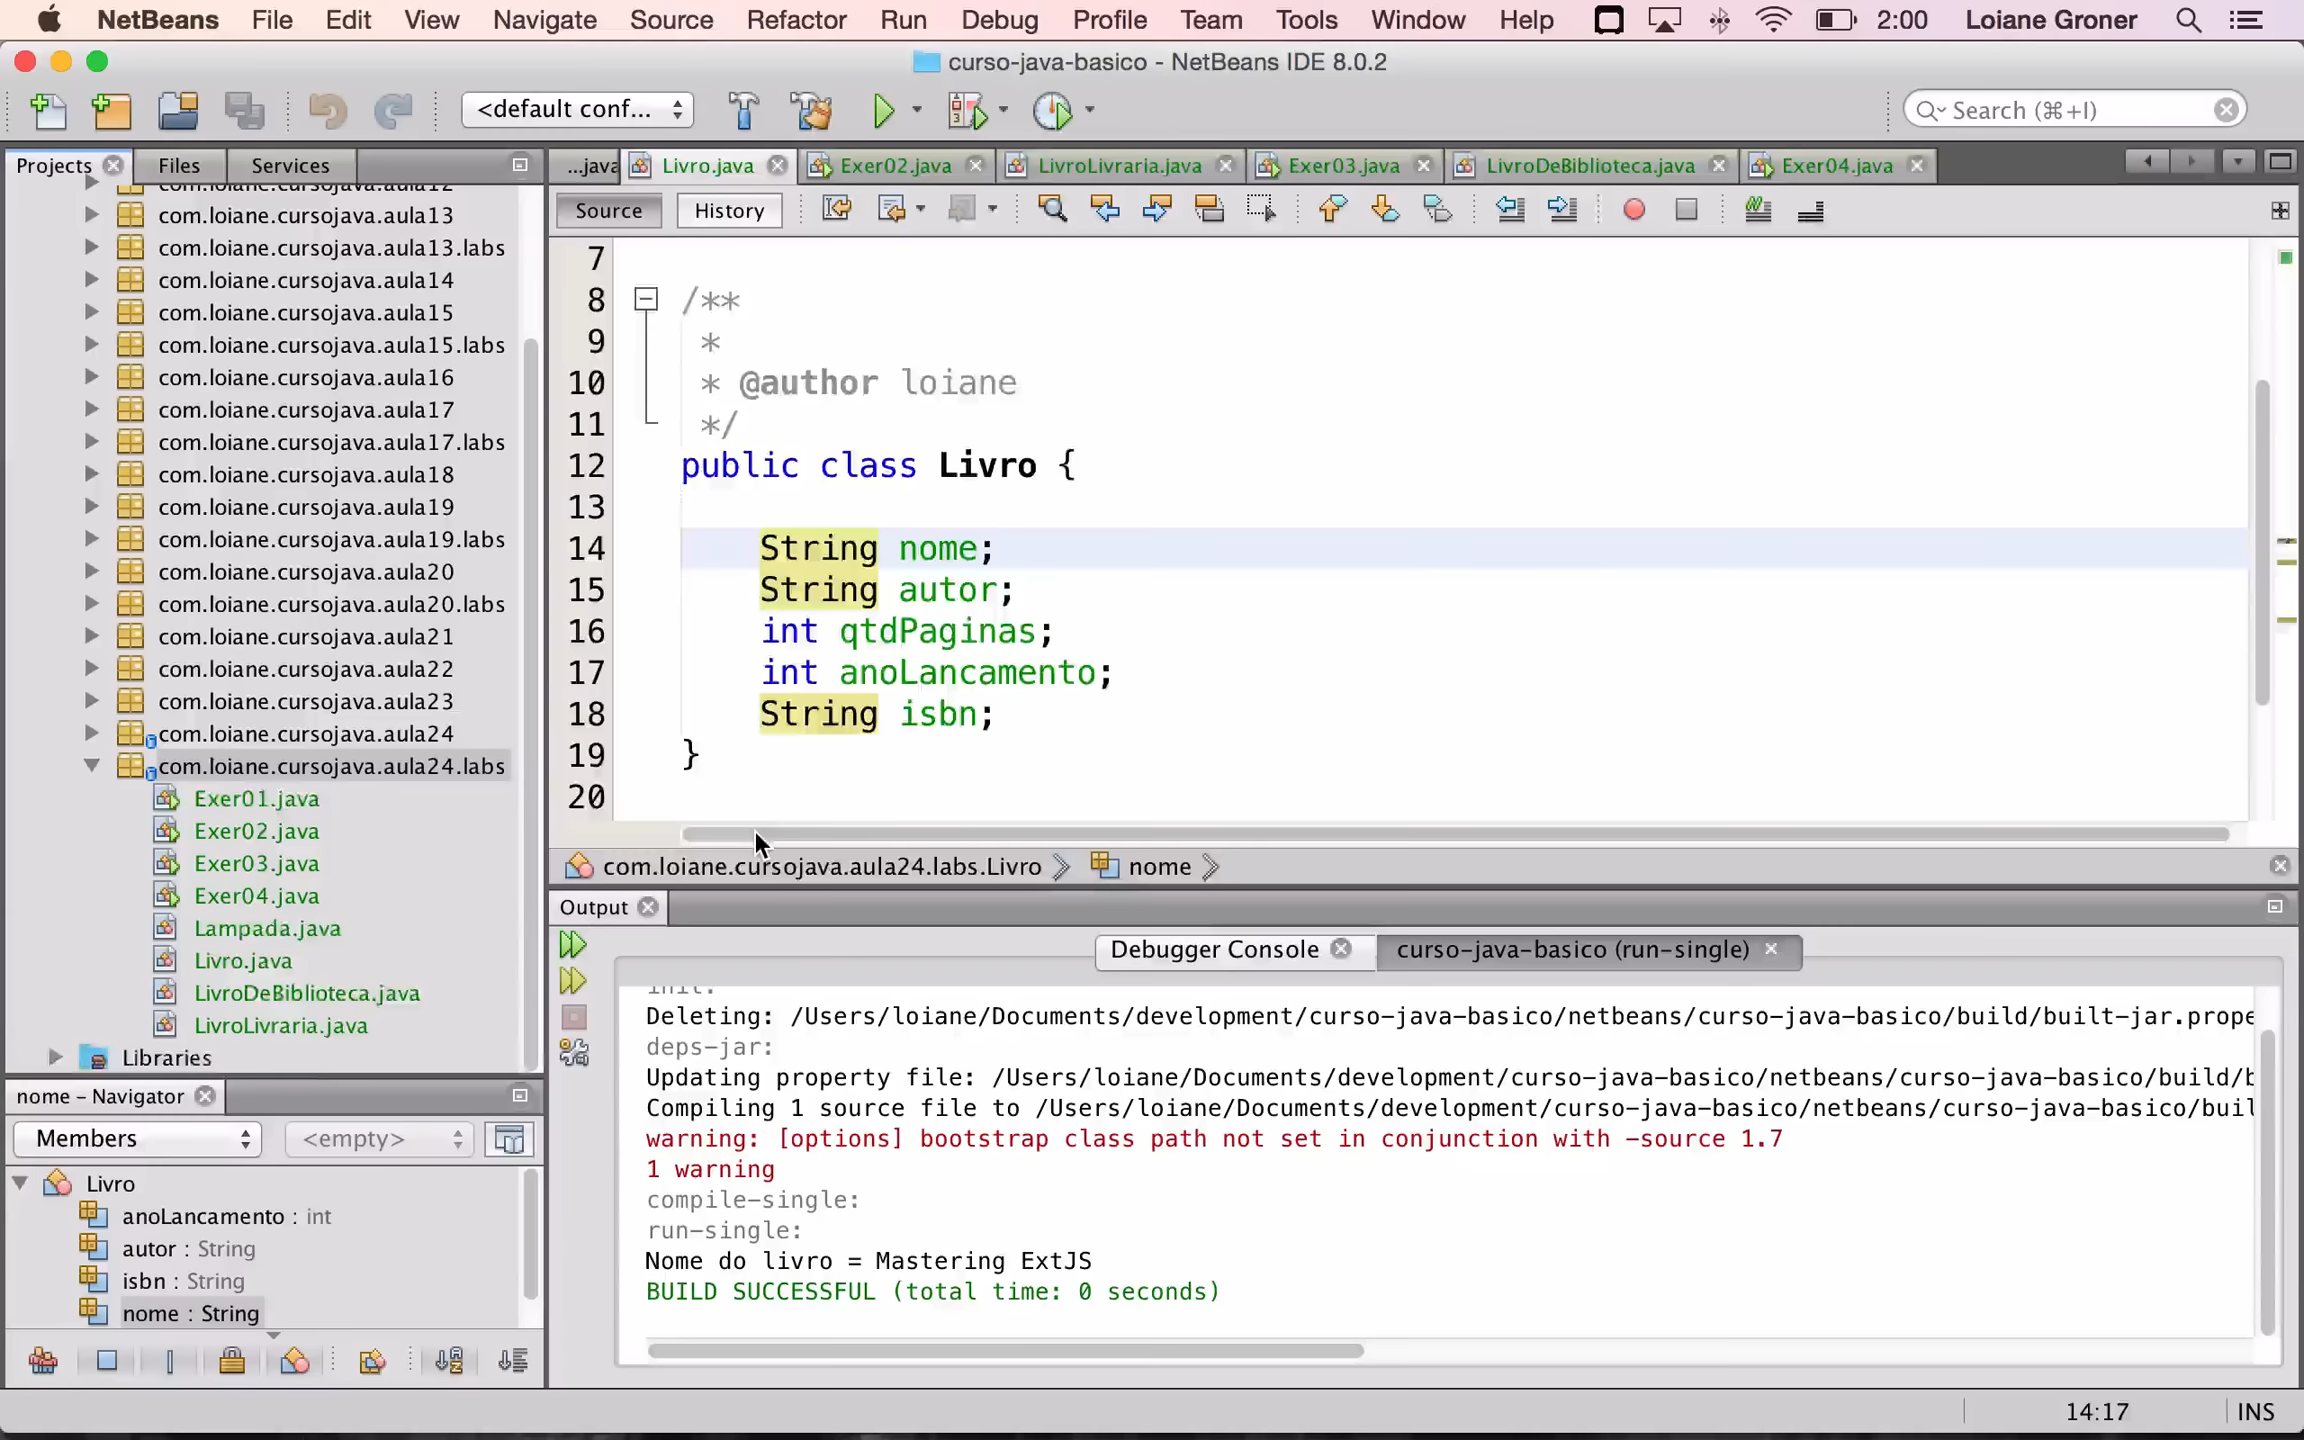 NetBeans File Edit View Navigate Source Refactor Run Debug Profile Team Tools Window Help 2:00 Loiane Groner
curso-java-basico - NetBeans IDE 8.0.2
<default conf... Search (⌘+I)
Projects Files Services
com.loiane.cursojava.aula12
com.loiane.cursojava.aula13
com.loiane.cursojava.aula13.labs
com.loiane.cursojava.aula14
com.loiane.cursojava.aula15
com.loiane.cursojava.aula15.labs
com.loiane.cursojava.aula16
com.loiane.cursojava.aula17
com.loiane.cursojava.aula17.labs
com.loiane.cursojava.aula18
com.loiane.cursojava.aula19
com.loiane.cursojava.aula19.labs
com.loiane.cursojava.aula20
com.loiane.cursojava.aula20.labs
com.loiane.cursojava.aula21
com.loiane.cursojava.aula22
com.loiane.cursojava.aula23
com.loiane.cursojava.aula24
com.loiane.cursojava.aula24.labs
Exer01.java
Exer02.java
Exer03.java
Exer04.java
Lampada.java
Livro.java
LivroDeBiblioteca.java
LivroLivraria.java
Libraries
nome - Navigator
Members <empty>
Livro
anoLancamento : int
autor : String
isbn : String
nome : String
...java Livro.java Exer02.java LivroLivraria.java Exer03.java LivroDeBiblioteca.java Exer04.java
Source History
7
8 /**
9 *
10 * @author loiane
11 */
12 public class Livro {
13
14 String nome;
15 String autor;
16 int qtdPaginas;
17 int anoLancamento;
18 String isbn;
19 }
20
com.loiane.cursojava.aula24.labs.Livro nome
Output
Debugger Console curso-java-basico (run-single)
init:
Deleting: /Users/loiane/Documents/development/curso-java-basico/netbeans/curso-java-basico/build/built-jar.prope
deps-jar:
Updating property file: /Users/loiane/Documents/development/curso-java-basico/netbeans/curso-java-basico/build/b
Compiling 1 source file to /Users/loiane/Documents/development/curso-java-basico/netbeans/curso-java-basico/buil
warning: [options] bootstrap class path not set in conjunction with -source 1.7
1 warning
compile-single:
run-single:
Nome do livro = Mastering ExtJS
BUILD SUCCESSFUL (total time: 0 seconds)
14:17 INS